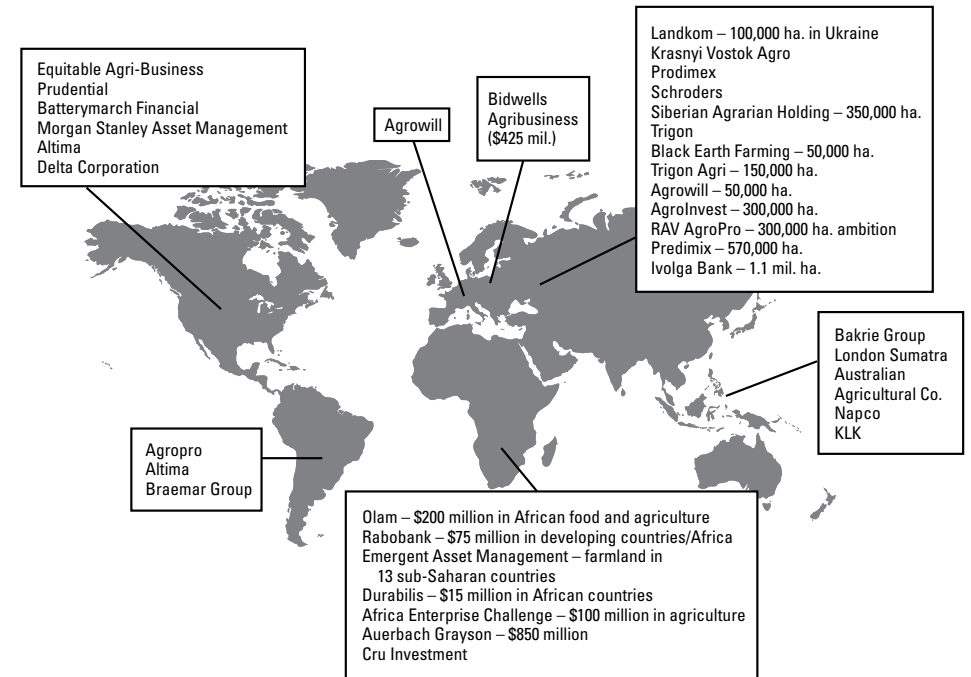 Equitable Agri-Business
Prudential
Batterymarch Financial
Morgan Stanley Asset Management
Altima
Delta Corporation
Agrowill
Bidwells
Agribusiness
($425 mil.)
Landkom – 100,000 ha. in Ukraine
Krasnyi Vostok Agro
Prodimex
Schroders
Siberian Agrarian Holding – 350,000 ha.
Trigon
Black Earth Farming – 50,000 ha.
Trigon Agri – 150,000 ha.
Agrowill – 50,000 ha.
AgroInvest – 300,000 ha.
RAV AgroPro – 300,000 ha. ambition
Predimix – 570,000 ha.
Ivolga Bank – 1.1 mil. ha.
Bakrie Group
London Sumatra
Australian
Agricultural Co.
Napco
KLK
Agropro
Altima
Braemar Group
Olam – $200 million in African food and agriculture
Rabobank – $75 million in developing countries/Africa
Emergent Asset Management – farmland in
13 sub-Saharan countries
Durabilis – $15 million in African countries
Africa Enterprise Challenge – $100 million in agriculture
Auerbach Grayson – $850 million
Cru Investment